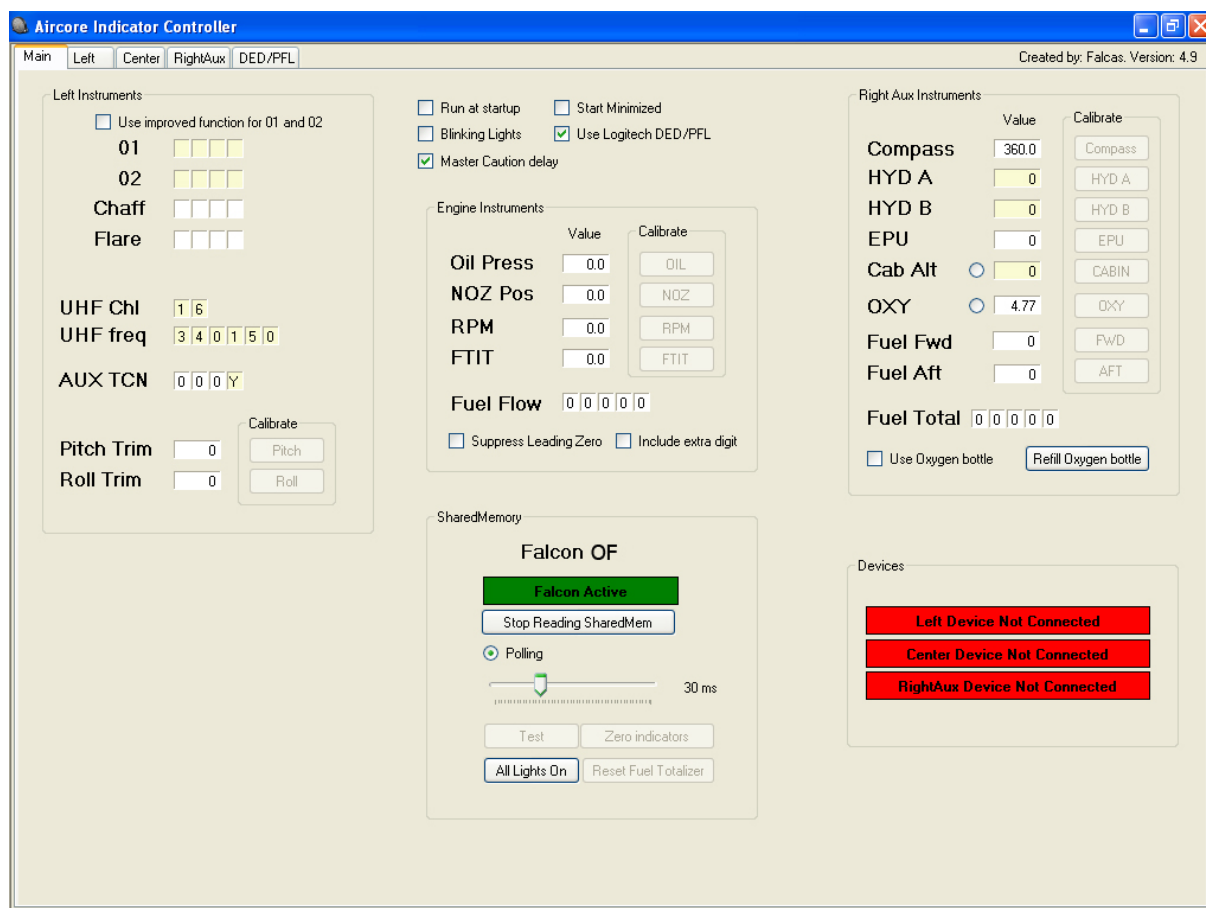 Aircore Indicator Controller
Main Left Center RightAux DED/PFL Created by: Falcas. Version: 4.9
Left Instruments
Use improved function for 01 and 02
01
02
Chaff
Flare
UHF Chl 1 6
UHF freq 3 4 0 1 5 0
AUX TCN 0 0 0 Y
Calibrate
Pitch Trim 0 Pitch
Roll Trim 0 Roll
Run at startup Start Minimized
Blinking Lights Use Logitech DED/PFL
Master Caution delay
Engine Instruments
Value Calibrate
Oil Press 0.0 OIL
NOZ Pos 0.0 NOZ
RPM 0.0 RPM
FTIT 0.0 FTIT
Fuel Flow 0 0 0 0 0
Suppress Leading Zero Include extra digit
SharedMemory
Falcon OF
Falcon Active
Stop Reading SharedMem
Polling
30 ms
Test Zero indicators
All Lights On Reset Fuel Totalizer
Right Aux Instruments
Value Calibrate
Compass 360.0 Compass
HYD A 0 HYD A
HYD B 0 HYD B
EPU 0 EPU
Cab Alt 0 CABIN
OXY 4.77 OXY
Fuel Fwd 0 FWD
Fuel Aft 0 AFT
Fuel Total 0 0 0 0 0
Use Oxygen bottle Refill Oxygen bottle
Devices
Left Device Not Connected
Center Device Not Connected
RightAux Device Not Connected